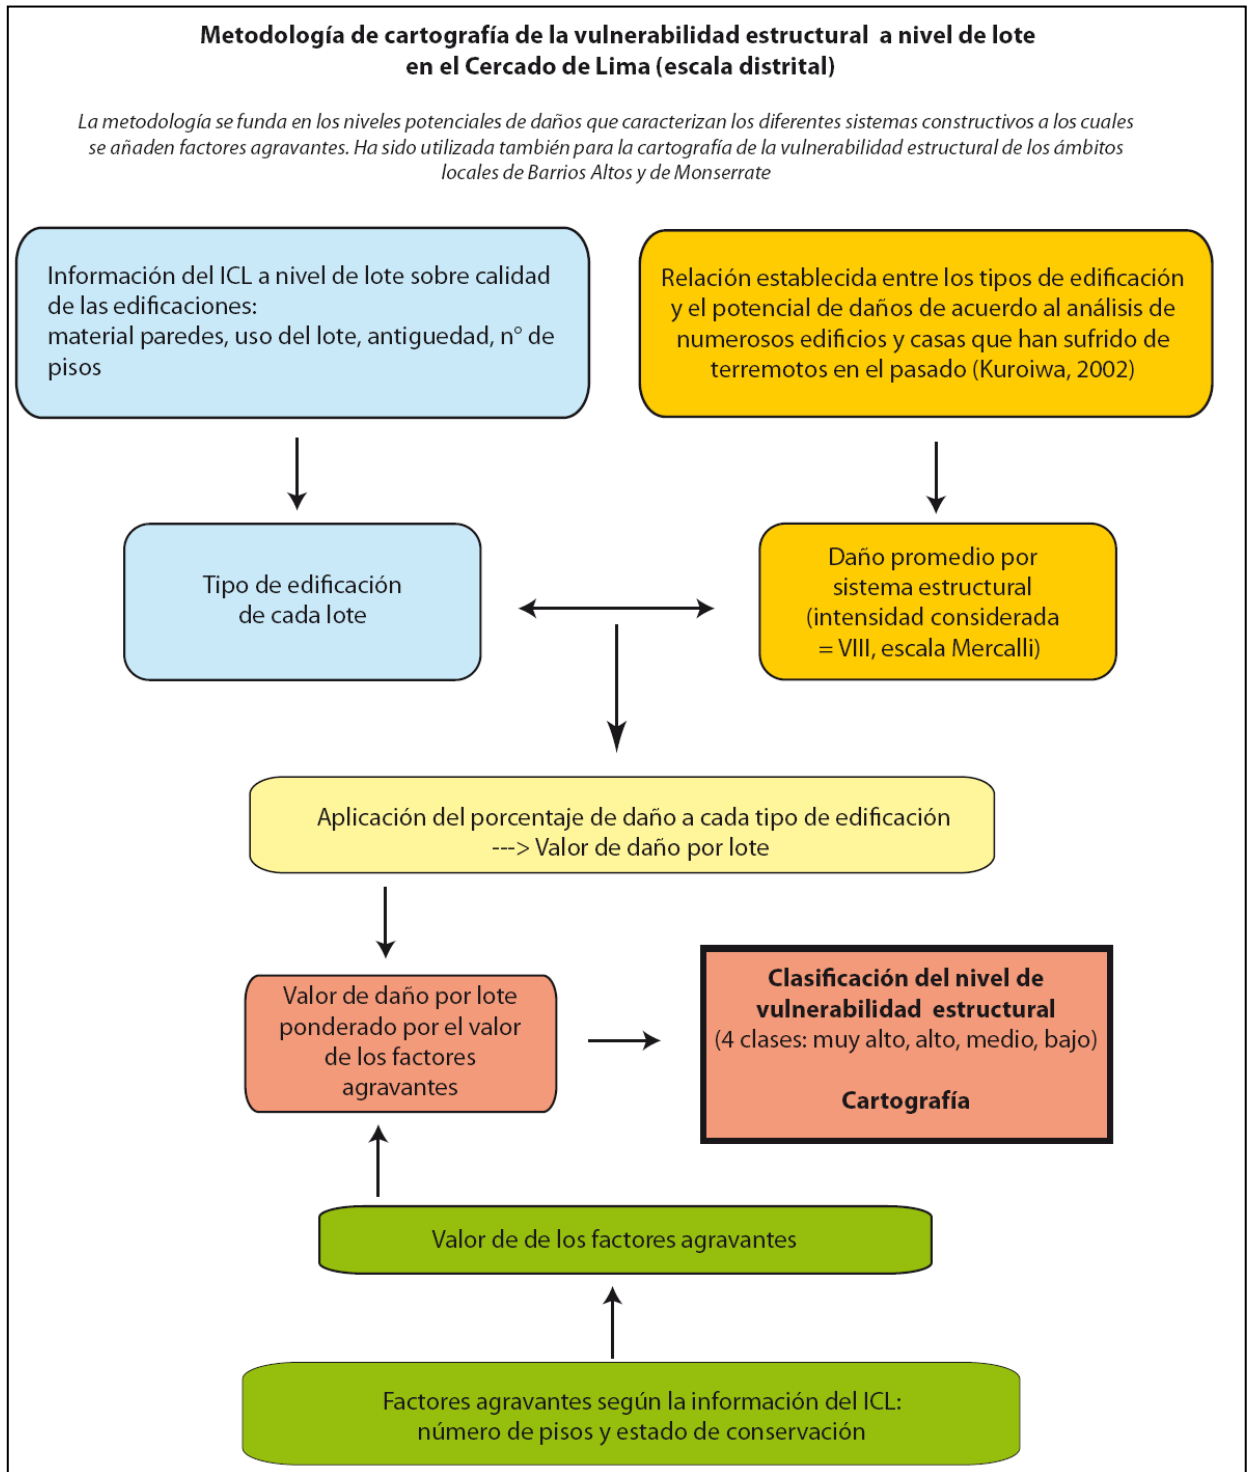 Metodología de cartografía de la vulnerabilidad estructural a nivel de lote
en el Cercado de Lima (escala distrital)
La metodología se funda en los niveles potenciales de daños que caracterizan los diferentes sistemas constructivos a los cuales
se añaden factores agravantes. Ha sido utilizada también para la cartografía de la vulnerabilidad estructural de los ámbitos
locales de Barrios Altos y de Monserrate
Información del ICL a nivel de lote sobre calidad
de las edificaciones:
material paredes, uso del lote, antiguedad, n° de
pisos
Relación establecida entre los tipos de edificación
y el potencial de daños de acuerdo al análisis de
numerosos edificios y casas que han sufrido de
terremotos en el pasado (Kuroiwa, 2002)
Tipo de edificación
de cada lote
Daño promedio por
sistema estructural
(intensidad considerada
= VIII, escala Mercalli)
Aplicación del porcentaje de daño a cada tipo de edificación
---> Valor de daño por lote
Valor de daño por lote
ponderado por el valor
de los factores
agravantes
Clasificación del nivel de
vulnerabilidad estructural
(4 clases: muy alto, alto, medio, bajo)
Cartografía
Valor de de los factores agravantes
Factores agravantes según la información del ICL:
número de pisos y estado de conservación